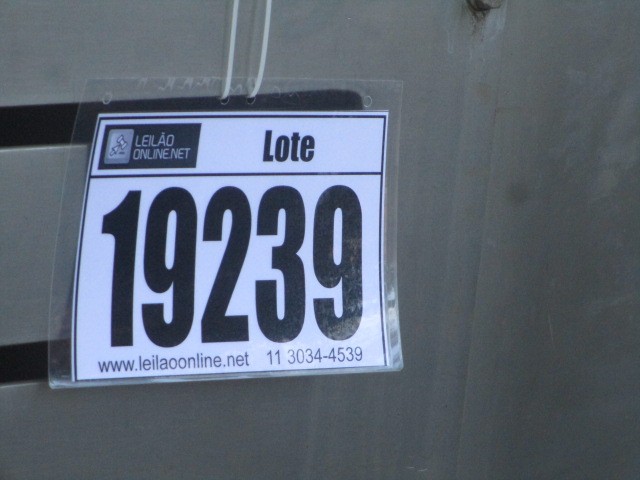 LEILÃO
ONLINE.NET
Lote
19239
www.leilaoonline.net 11 3034-4539